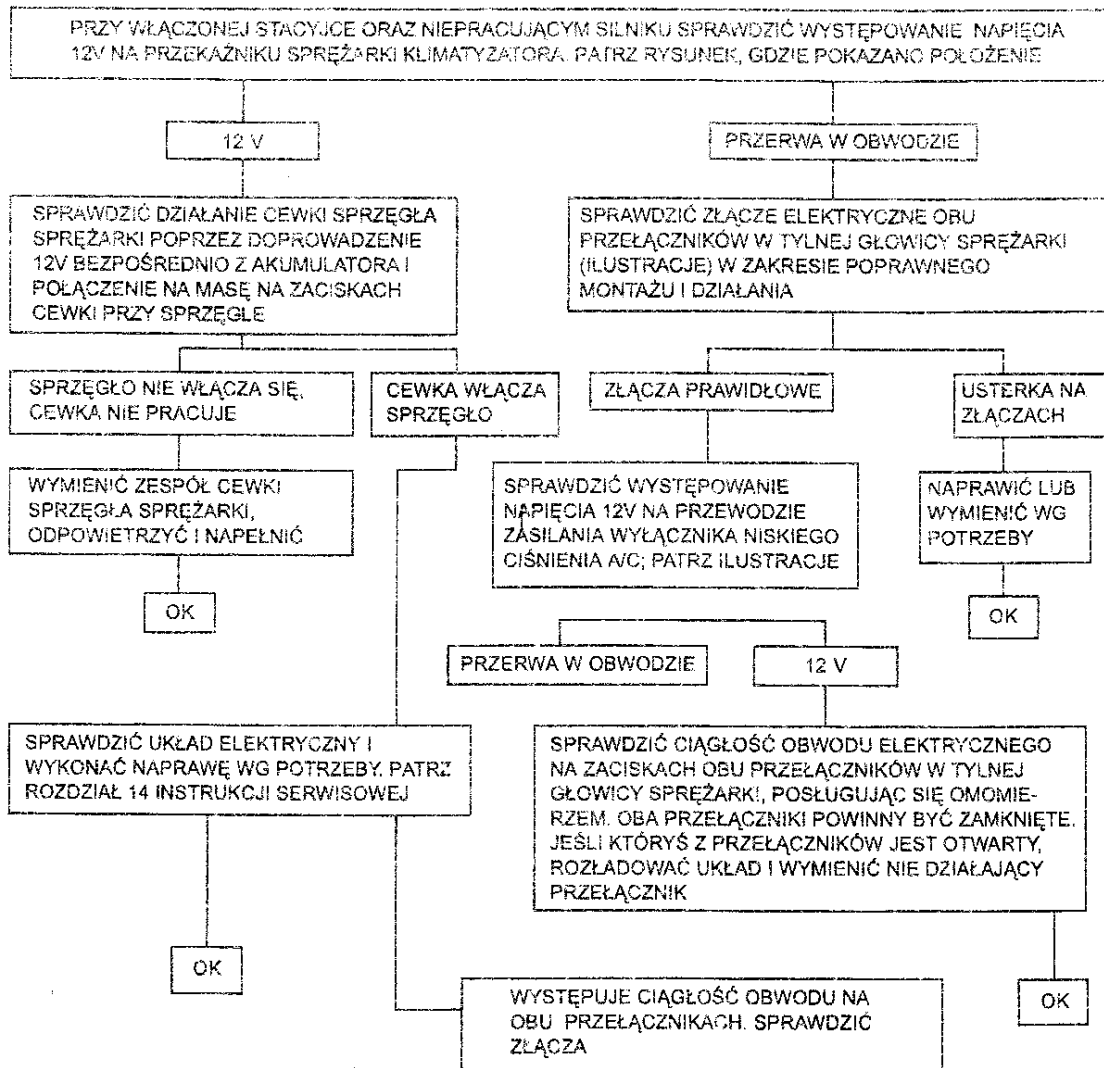 PRZY WŁĄCZONEJ STACYJCE ORAZ NIEPRACUJĄCYM SILNIKU SPRAWDZIĆ WYSTĘPOWANIE NAPIĘCIA
12V NA PRZEKAŹNIKU SPRĘŻARKI KLIMATYZATORA. PATRZ RYSUNEK, GDZIE POKAZANO POŁOŻENIE
12 V
PRZERWA W OBWODZIE
SPRAWDZIĆ DZIAŁANIE CEWKI SPRZĘGŁA
SPRĘŻARKI POPRZEZ DOPROWADZENIE
12V BEZPOŚREDNIO Z AKUMULATORA I
POŁĄCZENIE NA MASĘ NA ZACISKACH
CEWKI PRZY SPRZĘGLE
SPRAWDZIĆ ZŁĄCZE ELEKTRYCZNE OBU
PRZEŁĄCZNIKÓW W TYLNEJ GŁOWICY SPRĘŻARKI
(ILUSTRACJE) W ZAKRESIE POPRAWNEGO
MONTAŻU I DZIAŁANIA
SPRZĘGŁO NIE WŁĄCZA SIĘ,
CEWKA NIE PRACUJE
CEWKA WŁĄCZA
SPRZĘGŁO
ZŁĄCZA PRAWIDŁOWE
USTERKA NA
ZŁĄCZACH
WYMIENIĆ ZESPÓŁ CEWKI
SPRZĘGŁA SPRĘŻARKI,
ODPOWIETRZYĆ I NAPEŁNIĆ
SPRAWDZIĆ WYSTĘPOWANIE
NAPIĘCIA 12V NA PRZEWODZIE
ZASILANIA WYŁĄCZNIKA NISKIEGO
CIŚNIENIA A/C; PATRZ ILUSTRACJE
NAPRAWIĆ LUB
WYMIENIĆ WG
POTRZEBY
OK
OK
PRZERWA W OBWODZIE
12 V
SPRAWDZIĆ UKŁAD ELEKTRYCZNY I
WYKONAĆ NAPRAWĘ WG POTRZEBY. PATRZ
ROZDZIAŁ 14 INSTRUKCJI SERWISOWEJ
SPRAWDZIĆ CIĄGŁOŚĆ OBWODU ELEKTRYCZNEGO
NA ZACISKACH OBU PRZEŁĄCZNIKÓW W TYLNEJ
GŁOWICY SPRĘŻARKI, POSŁUGUJĄC SIĘ OMOMIE-
RZEM. OBA PRZEŁĄCZNIKI POWINNY BYĆ ZAMKNIĘTE.
JEŚLI KTÓRYŚ Z PRZEŁĄCZNIKÓW JEST OTWARTY,
ROZŁADOWAĆ UKŁAD I WYMIENIĆ NIE DZIAŁAJĄCY
PRZEŁĄCZNIK
OK
OK
WYSTĘPUJE CIĄGŁOŚĆ OBWODU NA
OBU PRZEŁĄCZNIKACH. SPRAWDZIĆ
ZŁĄCZA